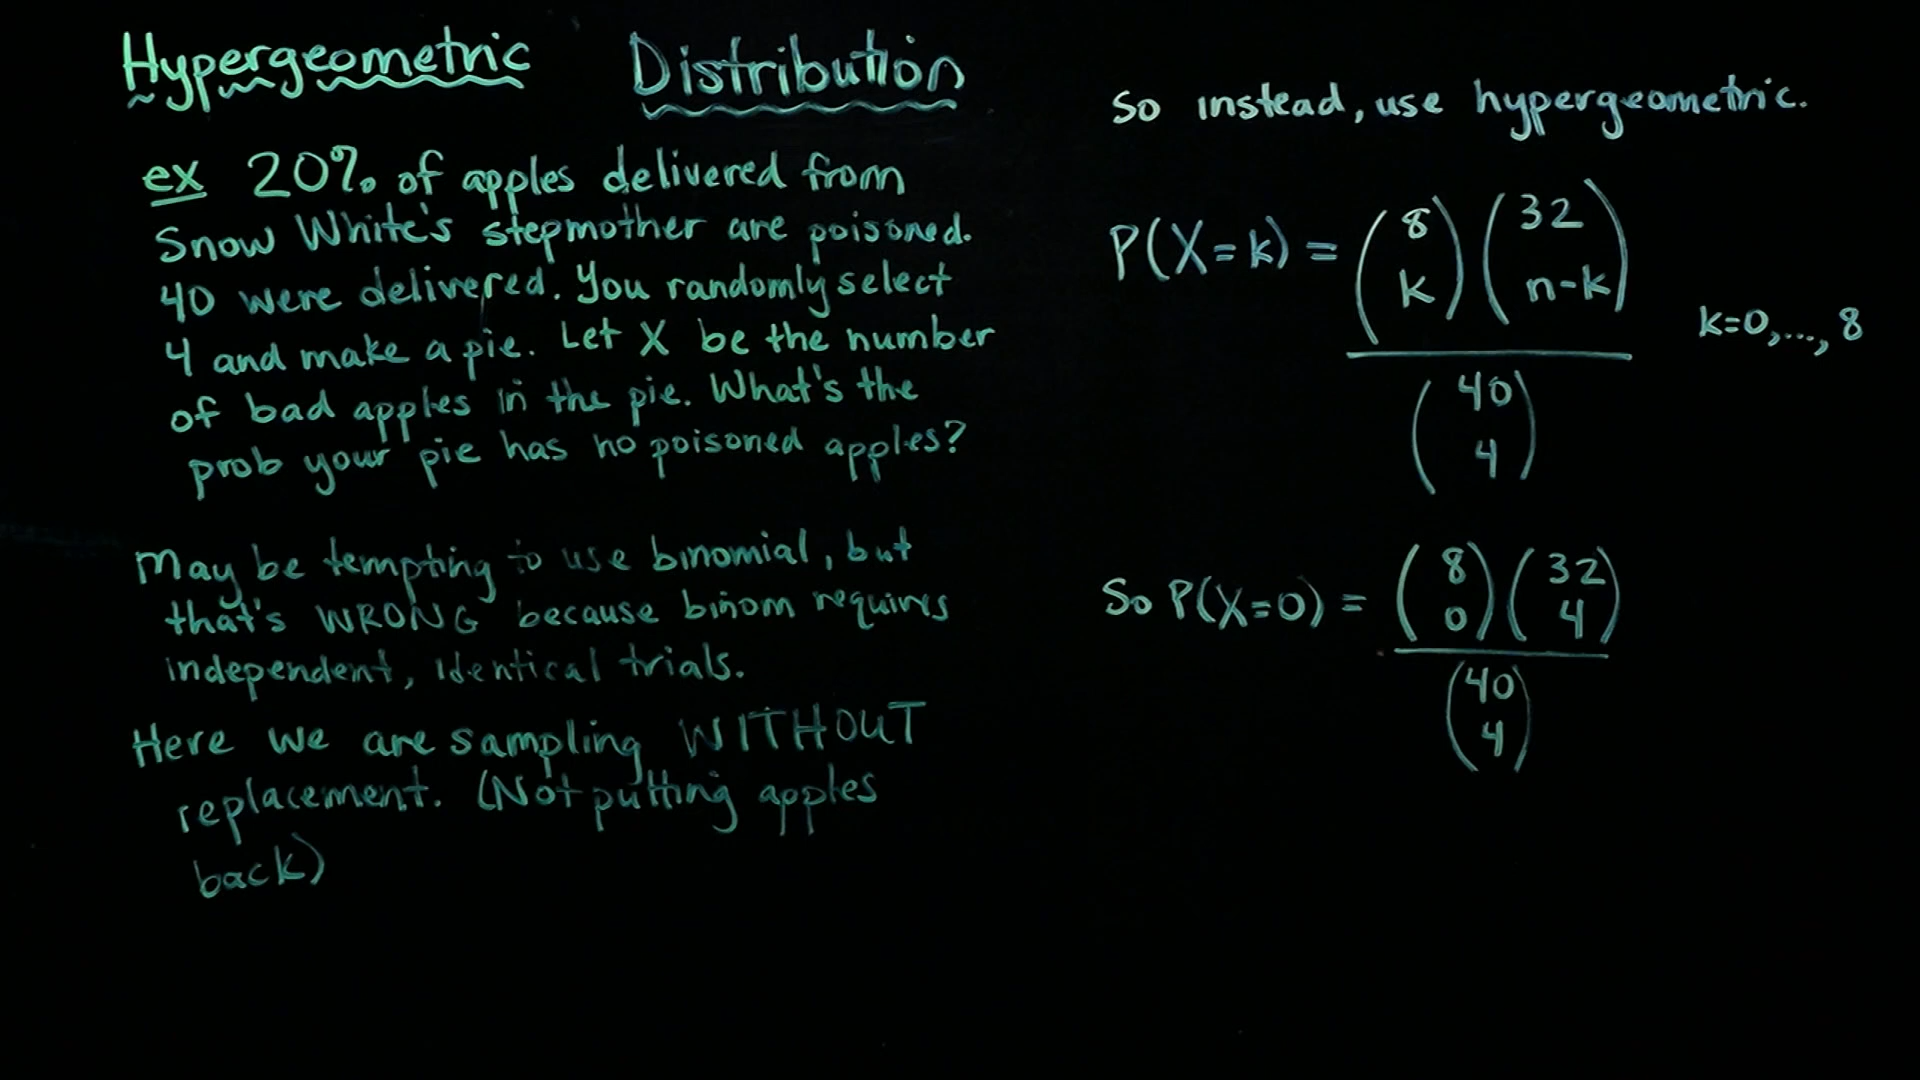 Hypergeometric Distribution
ex 20% of apples delivered from
Snow White's stepmother are poisoned.
40 were delivered. You randomly select
4 and make a pie. Let X be the number
of bad apples in the pie. What's the
prob your pie has no poisoned apples?
May be tempting to use binomial, but
that's WRONG because binom requires
independent, identical trials.
Here we are sampling WITHOUT
replacement. (Not putting apples
back)
So instead, use hypergeometric.
P(X=k) = (8 k)(32 n-k) / (40 4) k=0,..., 8
So P(X=0) = (8 0)(32 4) / (40 4)